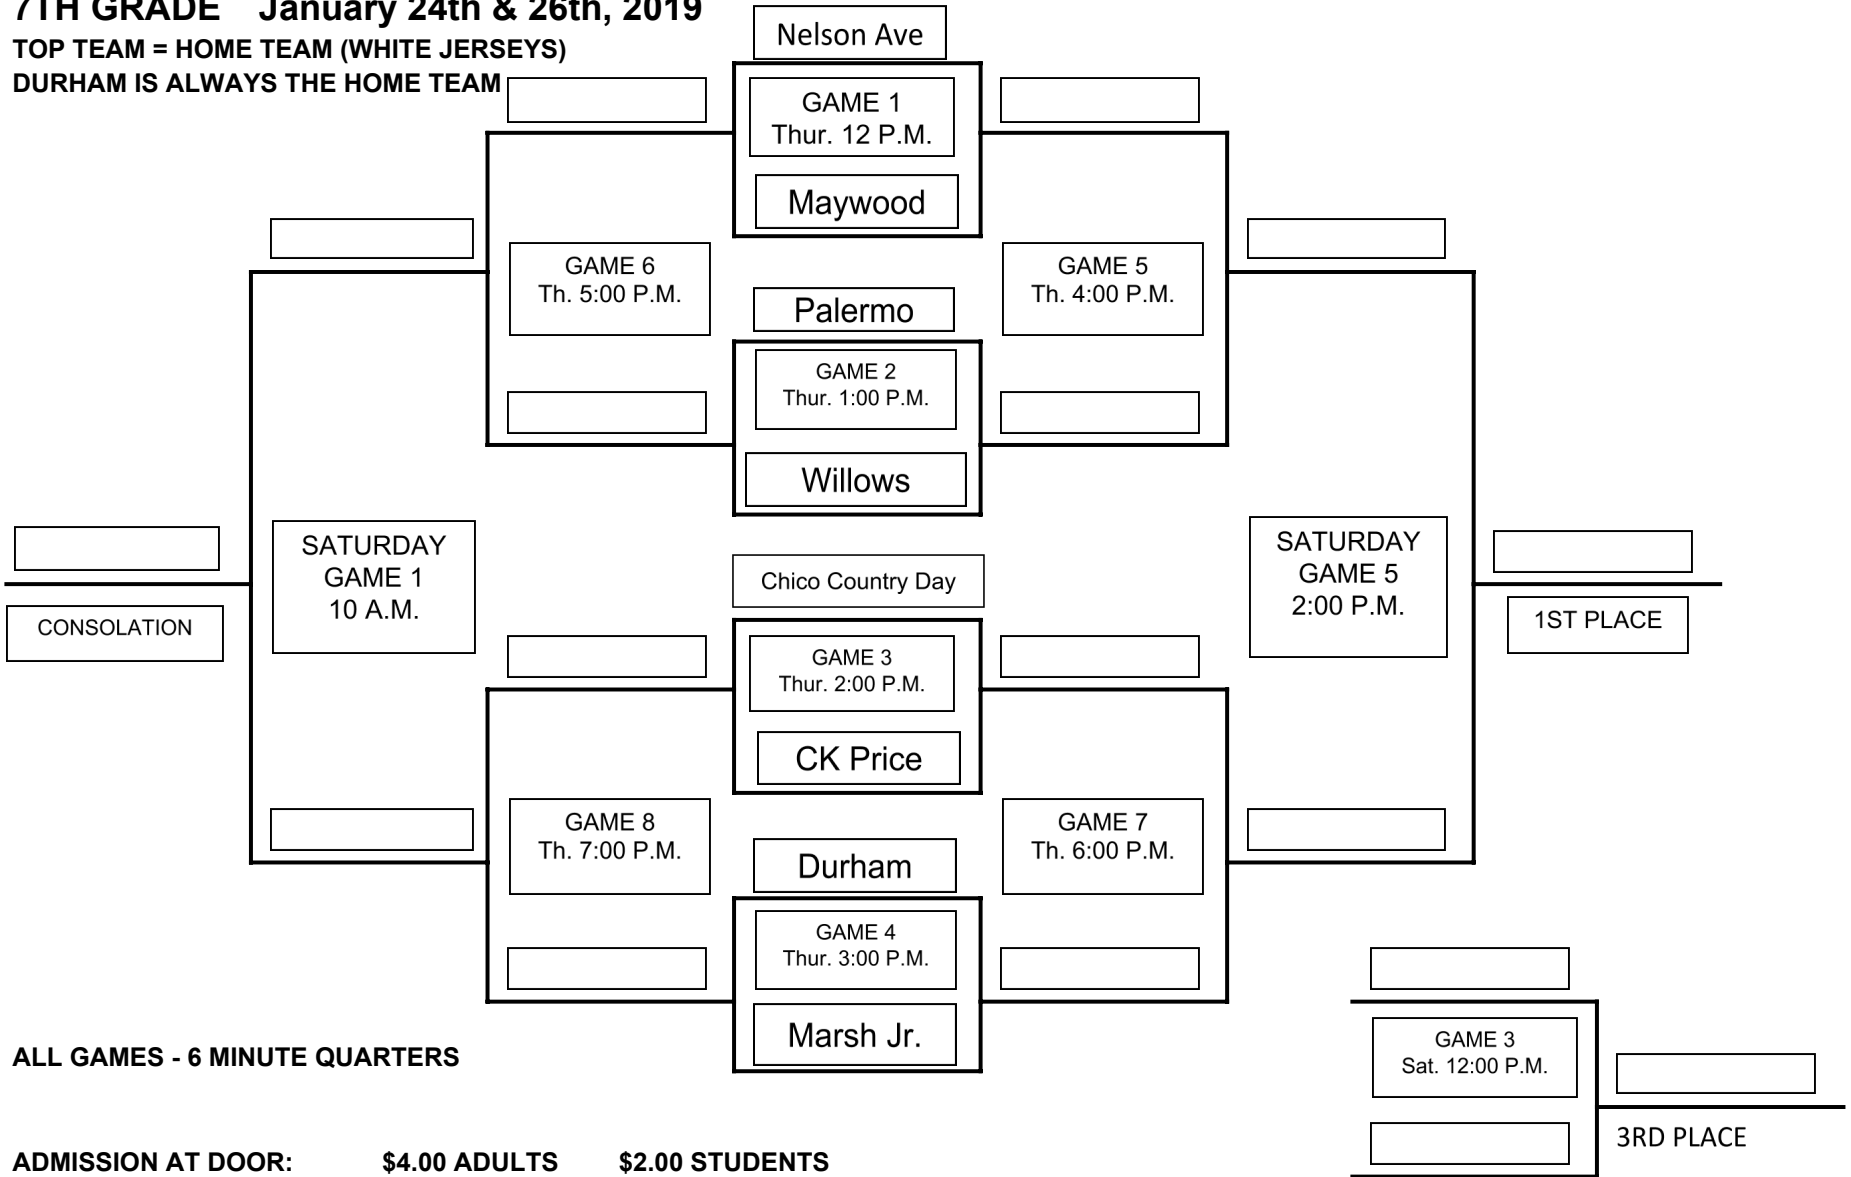 7TH GRADE January 24th & 26th, 2019
TOP TEAM = HOME TEAM (WHITE JERSEYS)
DURHAM IS ALWAYS THE HOME TEAM
Nelson Ave
GAME 1
Thur. 12 P.M.
Maywood
GAME 6
Th. 5:00 P.M.
GAME 5
Th. 4:00 P.M.
Palermo
GAME 2
Thur. 1:00 P.M.
Willows
SATURDAY
GAME 1
10 A.M.
CONSOLATION
Chico Country Day
SATURDAY
GAME 5
2:00 P.M.
1ST PLACE
GAME 3
Thur. 2:00 P.M.
CK Price
GAME 8
Th. 7:00 P.M.
GAME 7
Th. 6:00 P.M.
Durham
GAME 4
Thur. 3:00 P.M.
Marsh Jr.
GAME 3
Sat. 12:00 P.M.
3RD PLACE
ALL GAMES - 6 MINUTE QUARTERS
ADMISSION AT DOOR: $4.00 ADULTS $2.00 STUDENTS